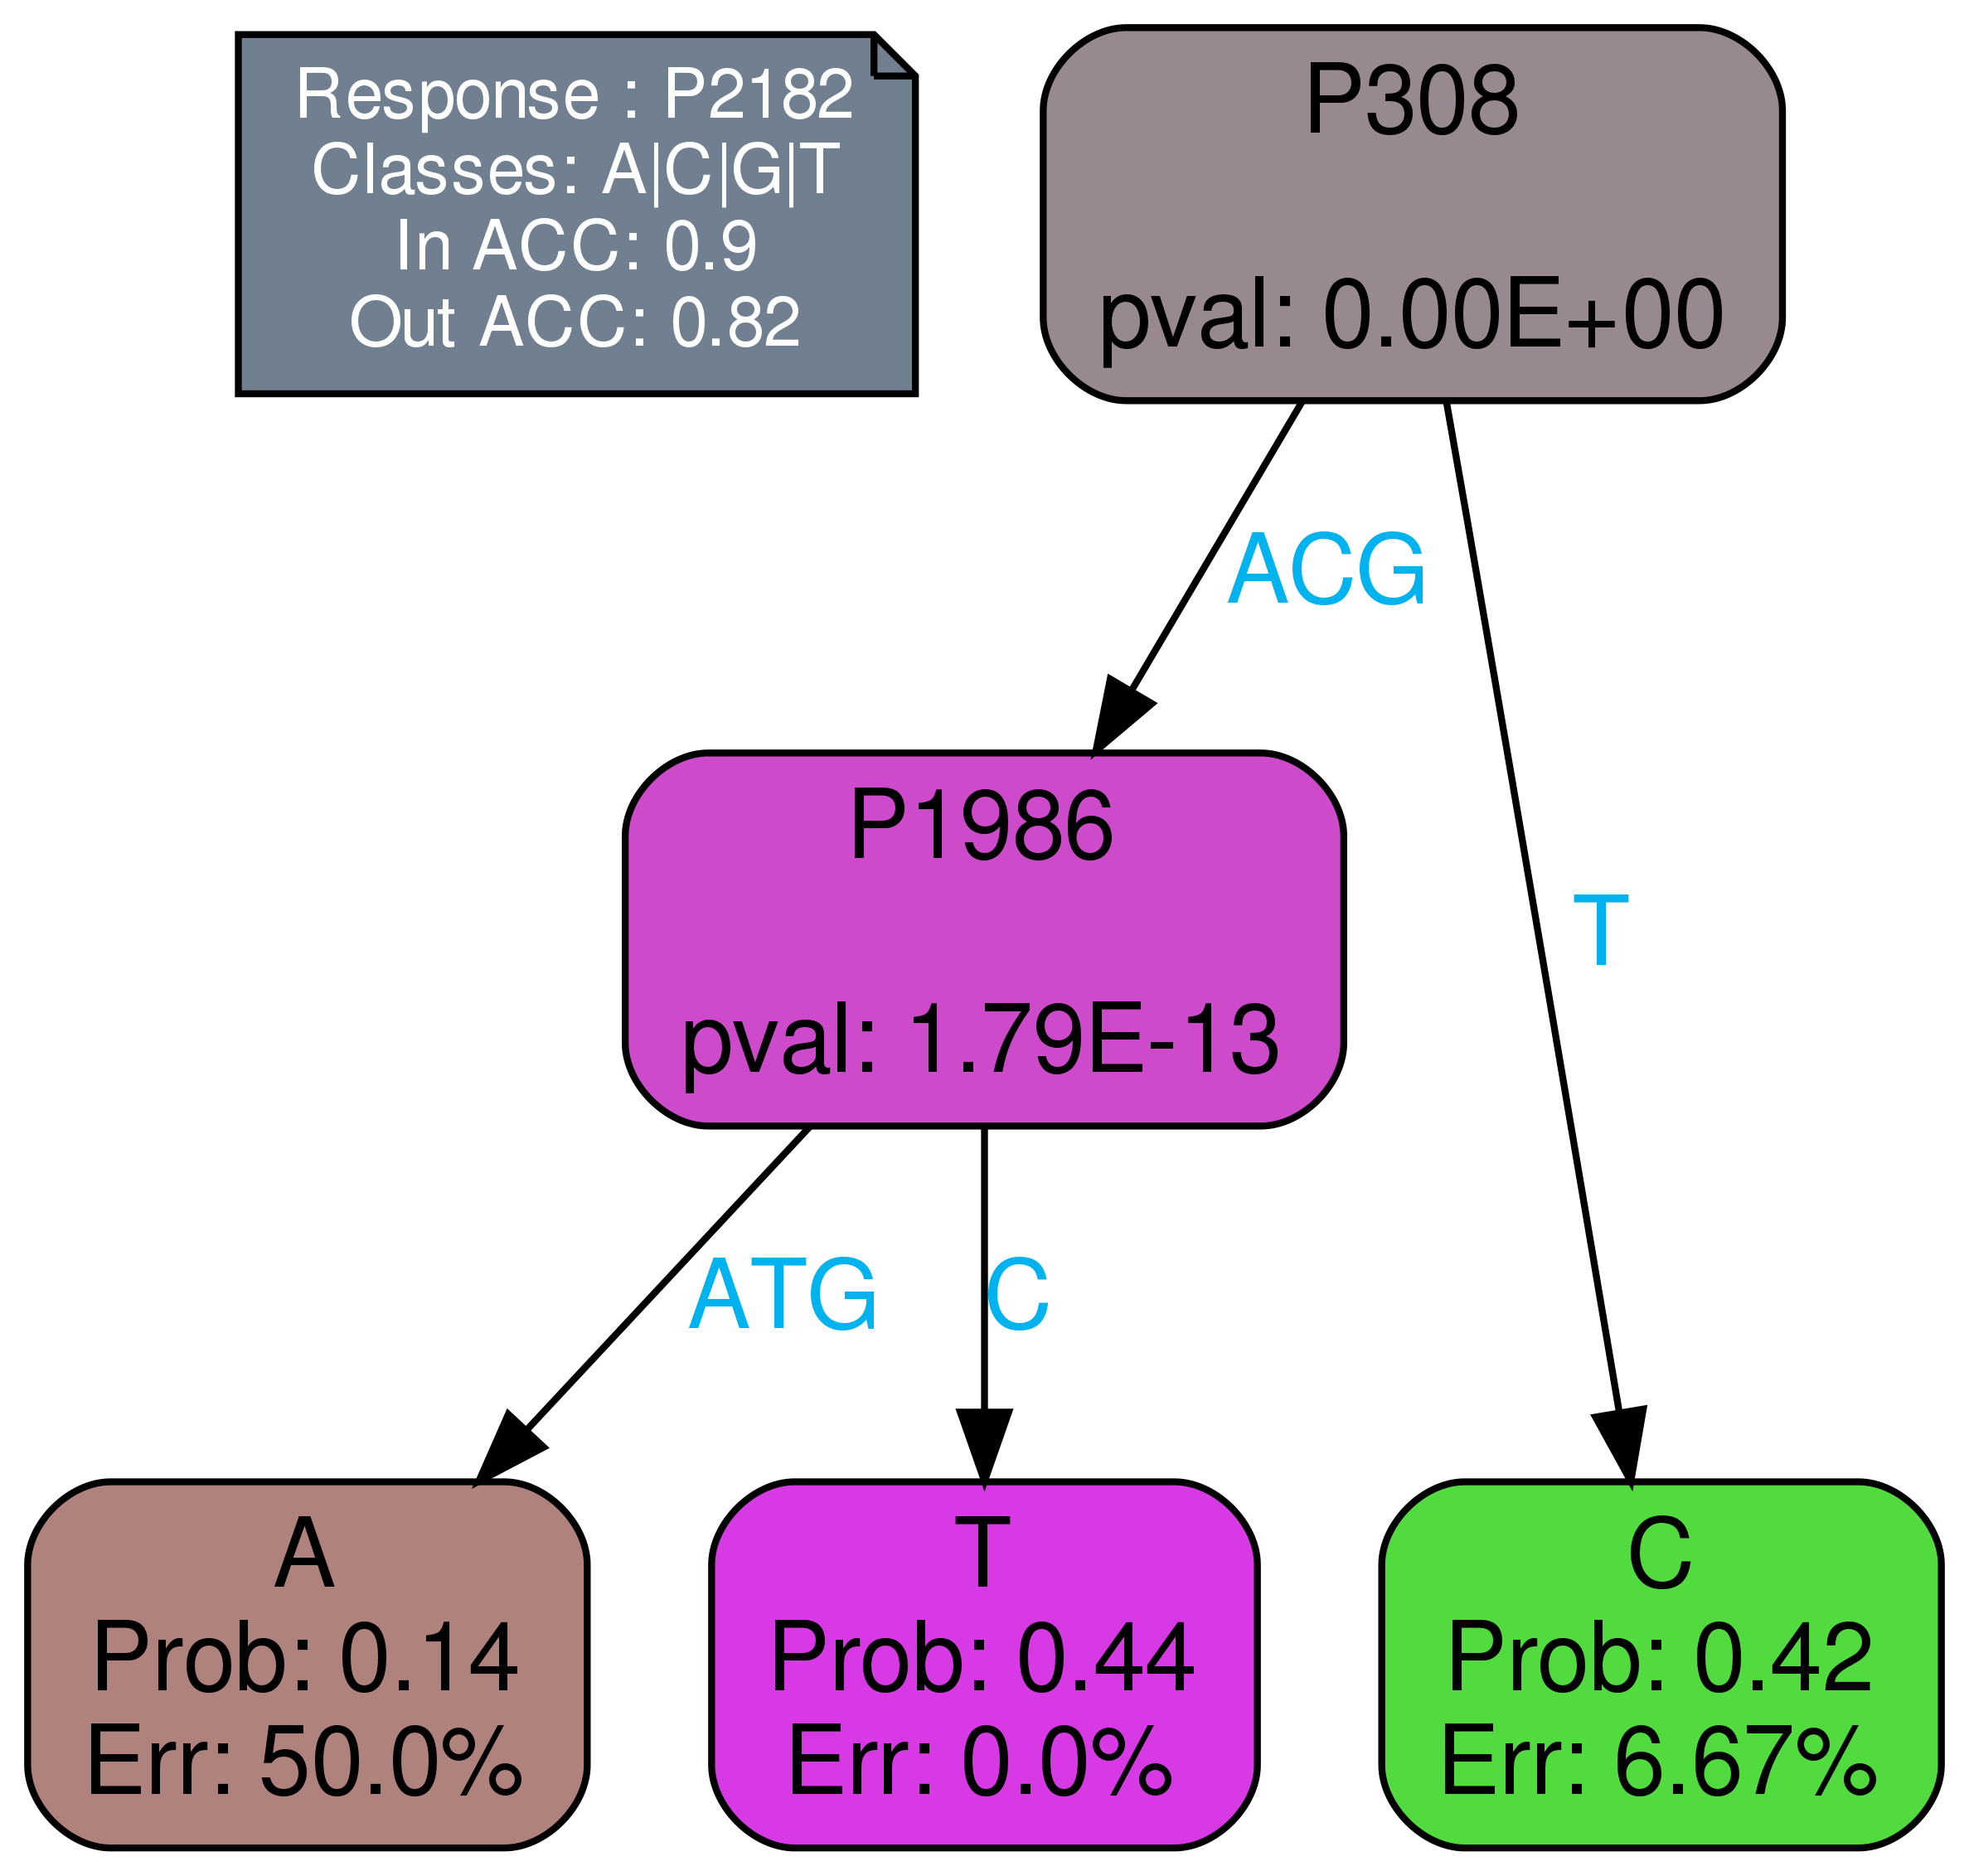 Response : P2182
Classes: A|C|G|T
In ACC: 0.9
Out ACC: 0.82
P308
pval: 0.00E+00
ACG
T
P1986
pval: 1.79E-13
ATG
C
A
Prob: 0.14
Err: 50.0%
T
Prob: 0.44
Err: 0.0%
C
Prob: 0.42
Err: 6.67%